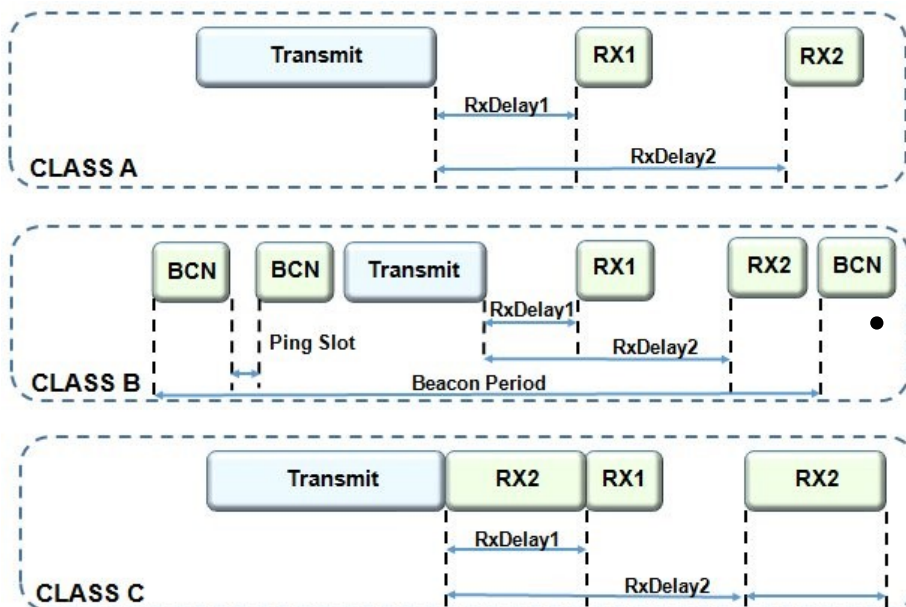 Transmit RX1 RX2
RxDelay1
RxDelay2
CLASS A
BCN BCN Transmit RX1 RX2 BCN
RxDelay1
Ping Slot
RxDelay2
CLASS B
Beacon Period
Transmit RX2 RX1 RX2
RxDelay1
RxDelay2
CLASS C